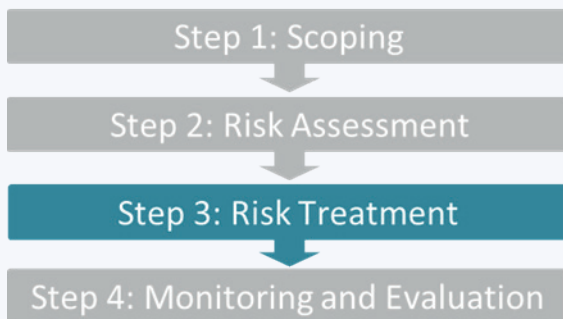 Step 1: Scoping
Step 2: Risk Assessment
Step 3: Risk Treatment
Step 4: Monitoring and Evaluation